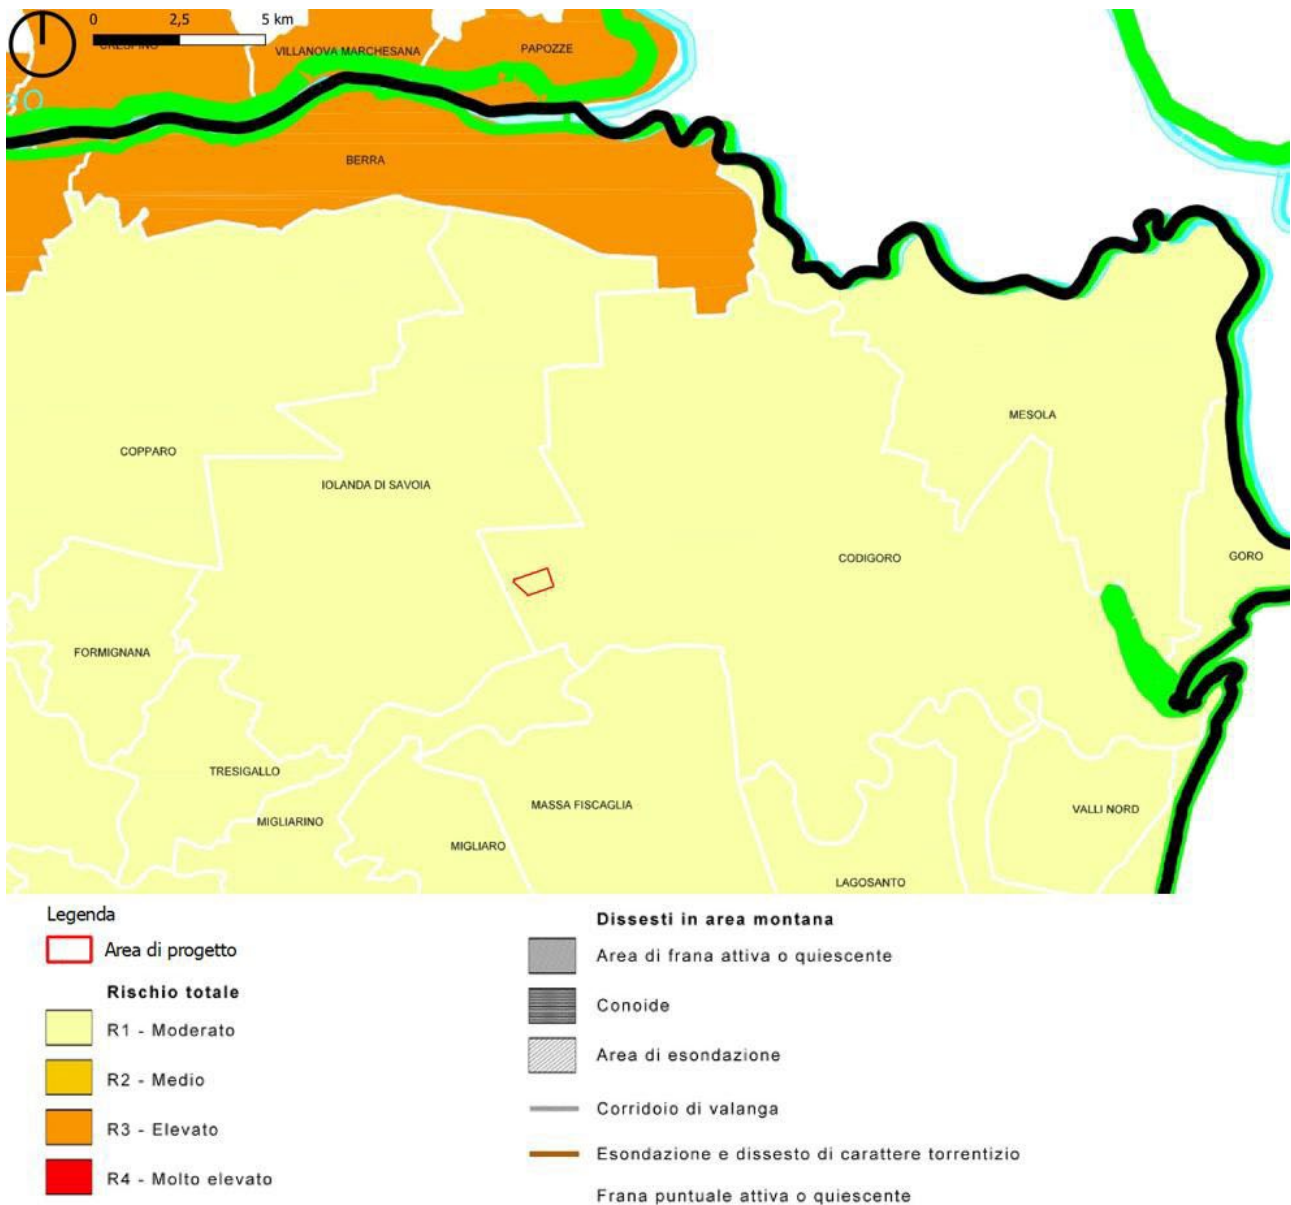 0 2,5 5 km
CRESPINO
VILLANOVA MARCHESANA
PAPOZZE
BERRA
MESOLA
COPPARO
IOLANDA DI SAVOIA
CODIGORO
GORO
FORMIGNANA
TRESIGALLO
MASSA FISCAGLIA
VALLI NORD
MIGLIARINO
MIGLIARO
LAGOSANTO
Legenda
Area di progetto
Rischio totale
R1 - Moderato
R2 - Medio
R3 - Elevato
R4 - Molto elevato
Dissesti in area montana
Area di frana attiva o quiescente
Conoide
Area di esondazione
Corridoio di valanga
Esondazione e dissesto di carattere torrentizio
Frana puntuale attiva o quiescente